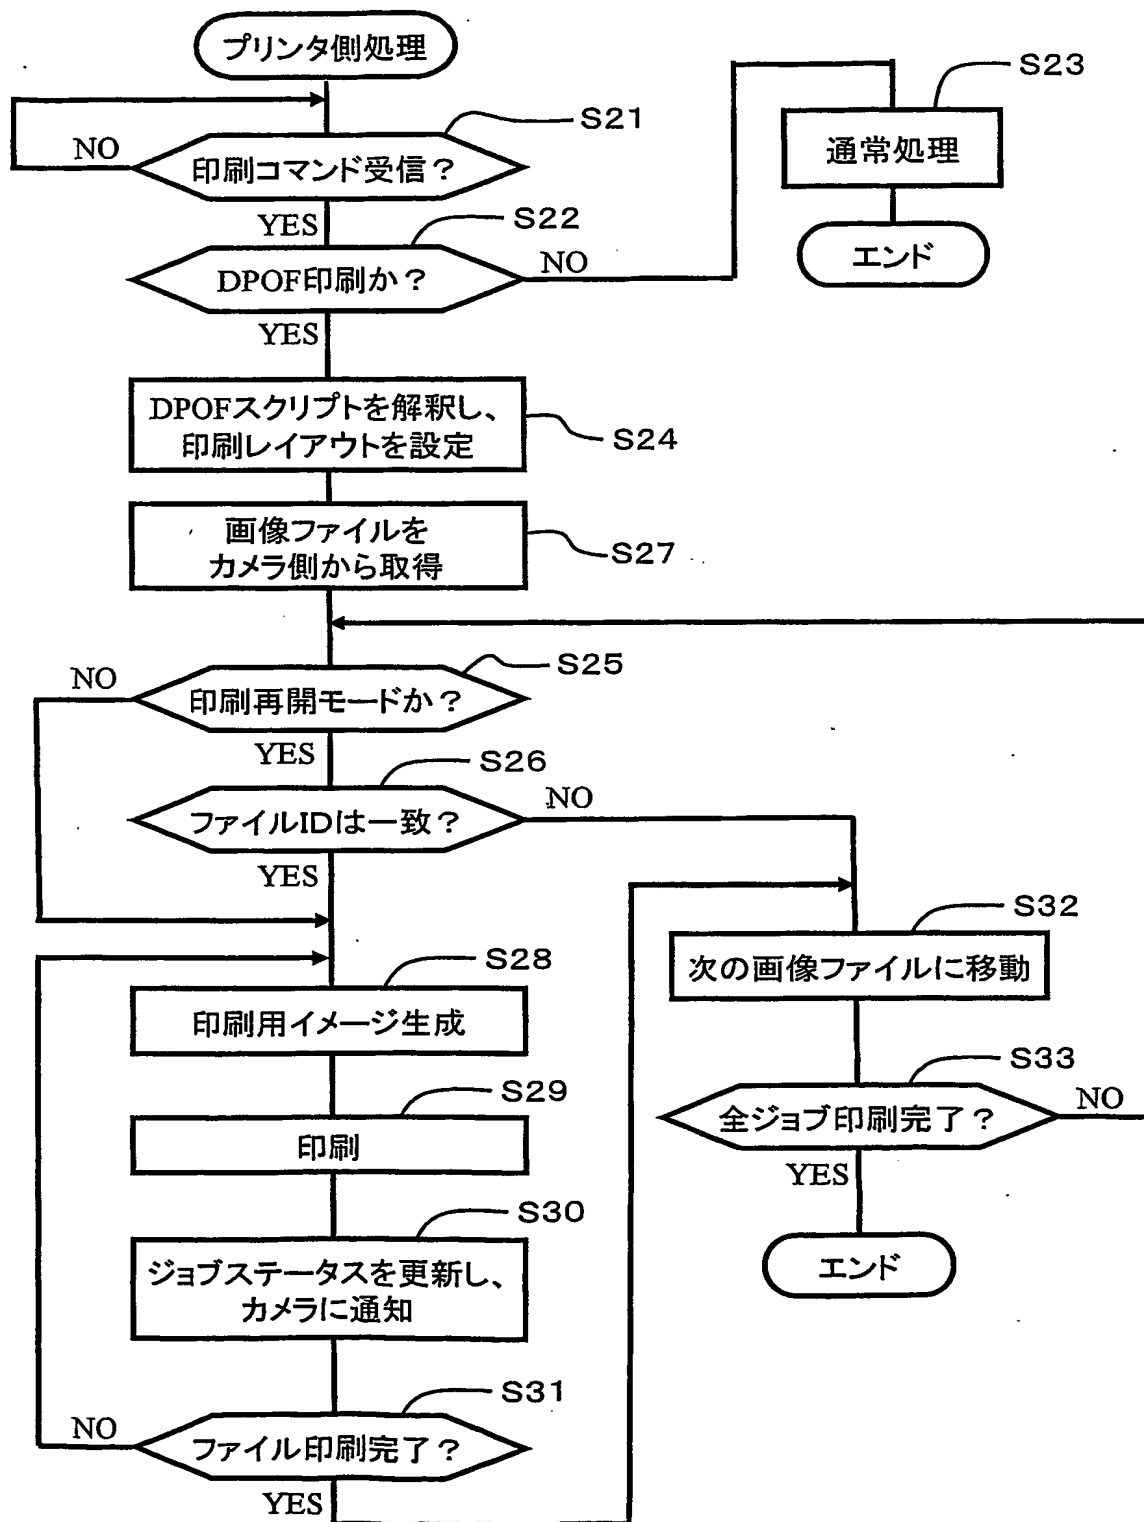 プリンタ側処理
S21
印刷コマンド受信？
NO
YES
S22
DPOF印刷か？
NO
YES
S23
通常処理
エンド
DPOFスクリプトを解釈し、
印刷レイアウトを設定
S24
画像ファイルを
カメラ側から取得
S27
S25
印刷再開モードか？
NO
YES
S26
ファイルIDは一致？
NO
YES
S28
印刷用イメージ生成
S29
印刷
S30
ジョブステータスを更新し、
カメラに通知
S31
ファイル印刷完了？
NO
YES
S32
次の画像ファイルに移動
S33
全ジョブ印刷完了？
NO
YES
エンド